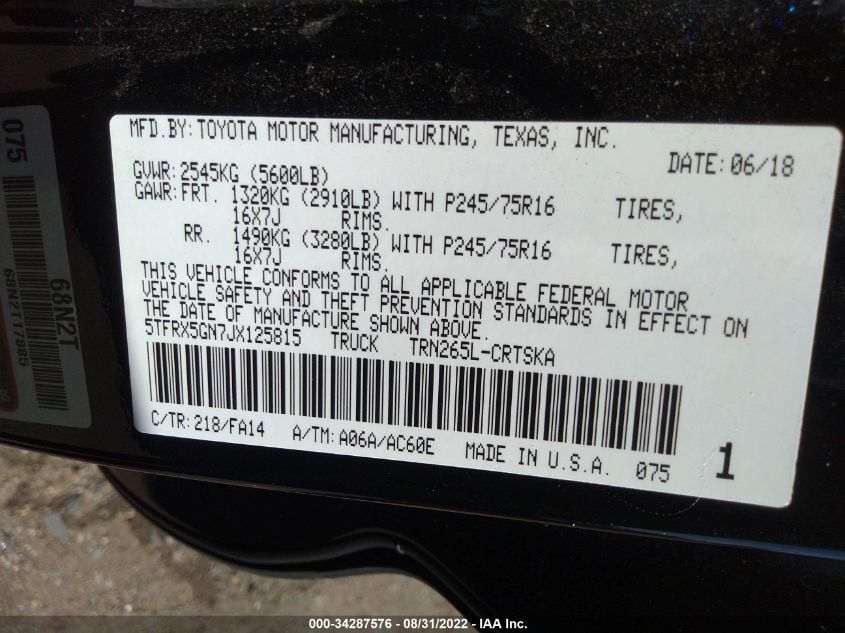 MFD.BY:TOYOTA MOTOR MANUFACTURING, TEXAS, INC.
DATE:06/18
GVWR:2545KG (5600LB)
GAWR:FRT. 1320KG (2910LB) WITH P245/75R16 TIRES,
16X7J RIMS.
RR. 1490KG (3280LB) WITH P245/75R16 TIRES,
16X7J RIMS.
THIS VEHICLE CONFORMS TO ALL APPLICABLE FEDERAL MOTOR
VEHICLE SAFETY AND THEFT PREVENTION STANDARDS IN EFFECT ON
THE DATE OF MANUFACTURE SHOWN ABOVE.
5TFRX5GN7JX125815 TRUCK TRN265L-CRTSKA
C/TR:218/FA14 A/TM:A06A/AC60E MADE IN U.S.A. 075 1
075
68N2T
68N2T17885
000-34287576 - 08/31/2022 - IAA Inc.